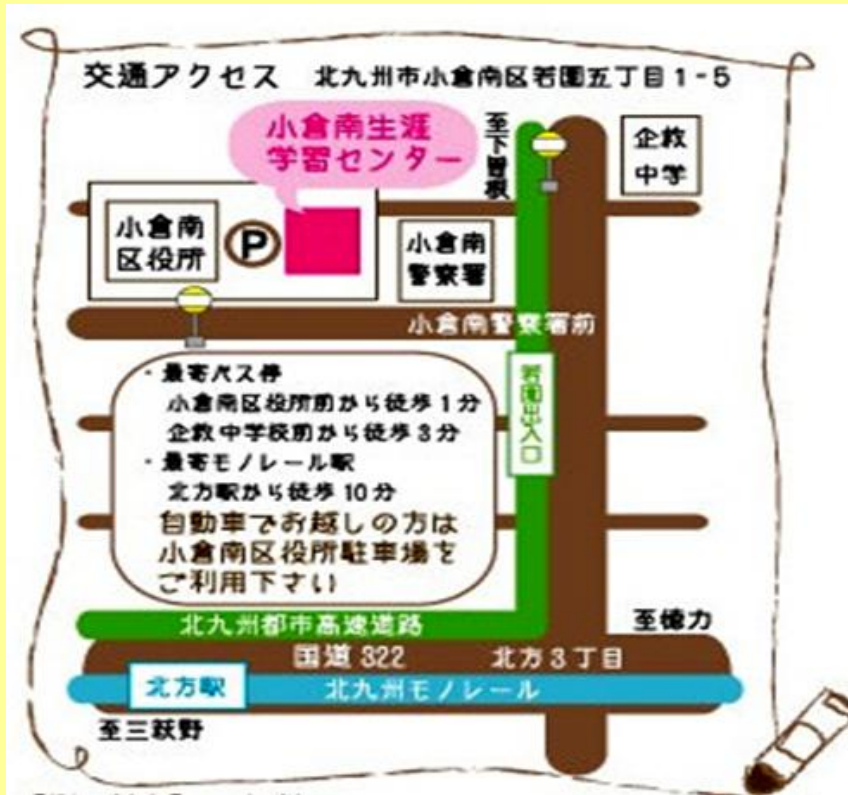 交通アクセス 北九州市小倉南区若園五丁目1-5
小倉南生涯
学習センター
至下曽根
企救
中学
小倉南
区役所
P
小倉南
警察署
小倉南警察署前
・最寄バス停
小倉南区役所前から徒歩1分
企救中学校前から徒歩3分
・最寄モノレール駅
北方駅から徒歩10分
自動車でお越しの方は
小倉南区役所駐車場を
ご利用下さい
若園出入口
北九州都市高速道路
至徳力
国道322
北方3丁目
北方駅
北九州モノレール
至三萩野